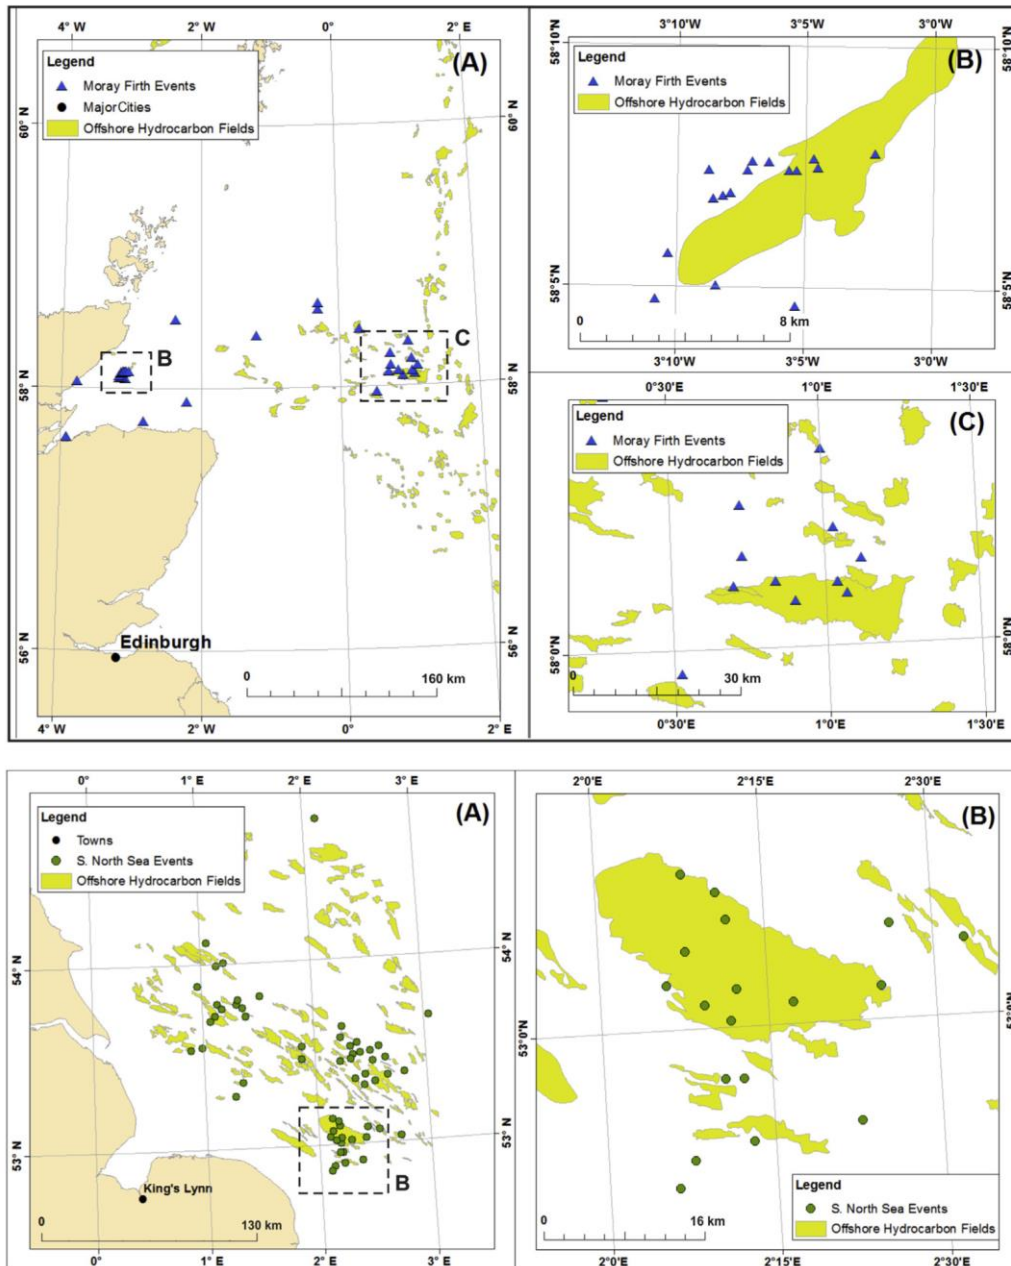 4° W 2° W 0° 2° E
Legend
Moray Firth Events
Major Cities
Offshore Hydrocarbon Fields
(A)
60° N
60° N
B
C
58° N
58° N
Edinburgh
56° N
56° N
0 160 km
4° W 2° W 0° 2° E
3°10'W 3°5'W 3°0'W
Legend
Moray Firth Events
Offshore Hydrocarbon Fields
(B)
58°10'N
58°10'N
58°5'N
58°5'N
0 8 km
3°10'W 3°5'W 3°0'W
0°30'E 1°0'E 1°30'E
Legend
Moray Firth Events
Offshore Hydrocarbon Fields
(C)
58°0'N
58°0'N
0 30 km
0°30'E 1°0'E 1°30'E
0° 1° E 2° E 3° E
Legend
Towns
S. North Sea Events
Offshore Hydrocarbon Fields
(A)
54° N
54° N
53° N
53° N
B
King's Lynn
0 130 km
0° 1° E 2° E 3° E
2°0'E 2°15'E 2°30'E
(B)
53°0'N
53°0'N
Legend
S. North Sea Events
Offshore Hydrocarbon Fields
0 16 km
2°0'E 2°15'E 2°30'E